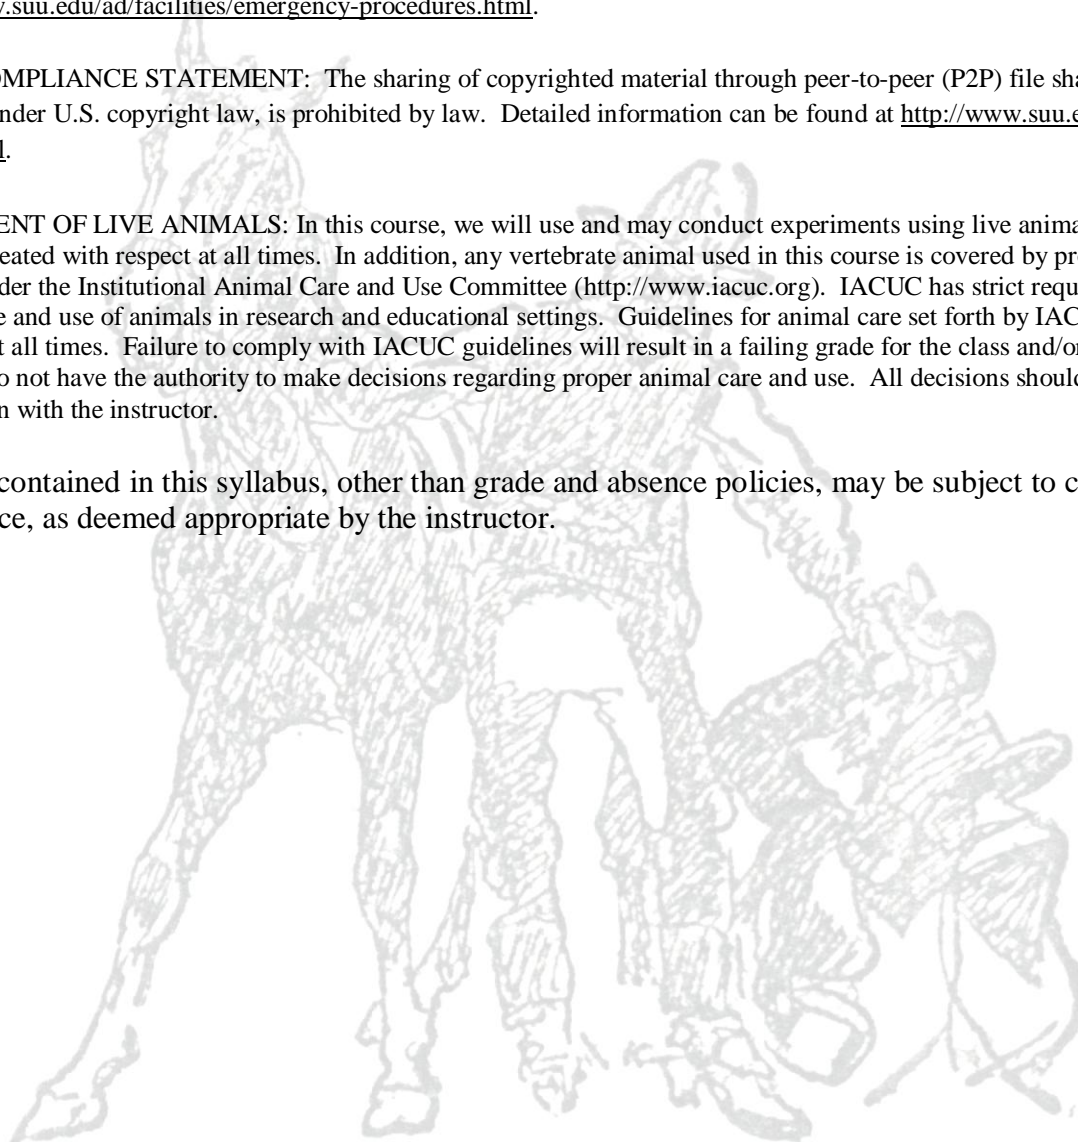 .suu.edu/ad/facilities/emergency-procedures.html.
OMPLIANCE STATEMENT: The sharing of copyrighted material through peer-to-peer (P2P) file sha
nder U.S. copyright law, is prohibited by law. Detailed information can be found at http://www.suu.e
l.
ENT OF LIVE ANIMALS: In this course, we will use and may conduct experiments using live anima
eated with respect at all times. In addition, any vertebrate animal used in this course is covered by pr
der the Institutional Animal Care and Use Committee (http://www.iacuc.org). IACUC has strict requ
e and use of animals in research and educational settings. Guidelines for animal care set forth by IAC
t all times. Failure to comply with IACUC guidelines will result in a failing grade for the class and/or
o not have the authority to make decisions regarding proper animal care and use. All decisions should
n with the instructor.
contained in this syllabus, other than grade and absence policies, may be subject to c
ce, as deemed appropriate by the instructor.